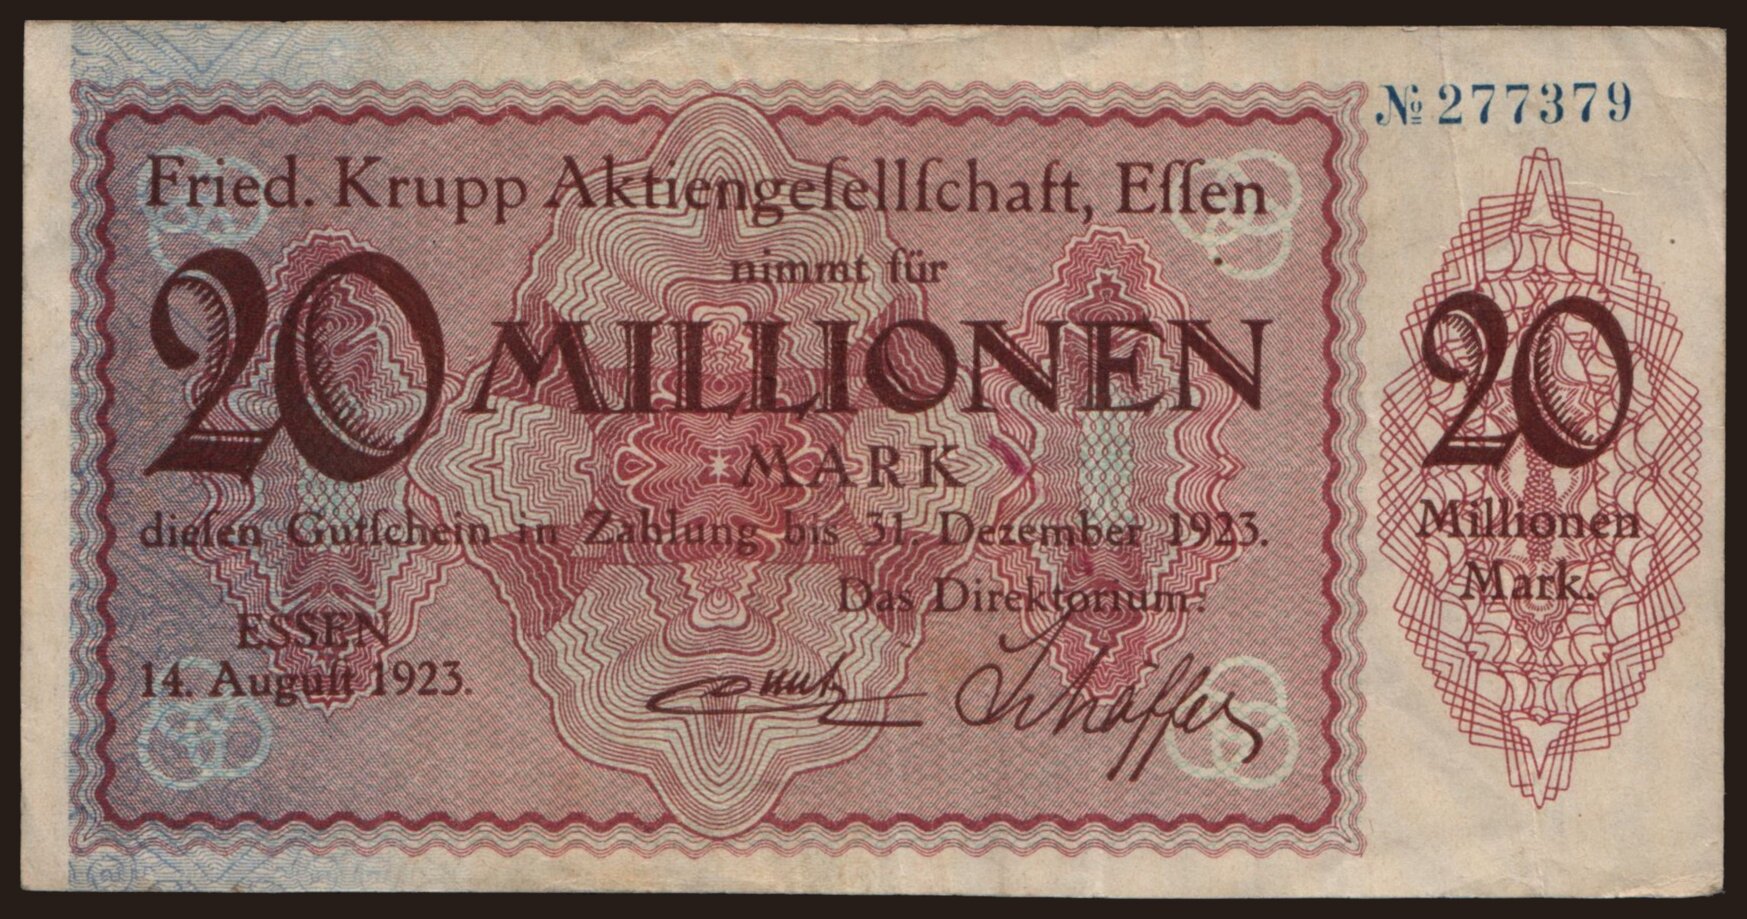 № 277379
Fried. Krupp Aktiengeſellſchaft, Eſſen
nimmt für
20 MILLIONEN
MARK
dieſen Gutſchein in Zahlung bis 31. Dezember 1923.
Das Direktorium:
ESSEN
14. Auguſt 1923.
Schäffer
20
Millionen
Mark.